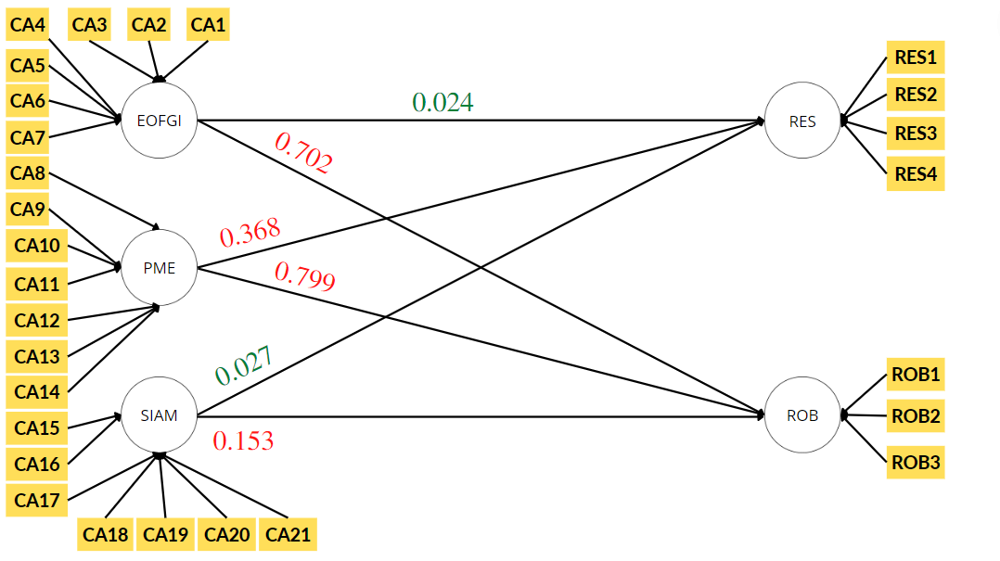 CA4
CA3
CA2
CA1
CA5
CA6
CA7
CA8
CA9
CA10
CA11
CA12
CA13
CA14
CA15
CA16
CA17
CA18
CA19
CA20
CA21
EOFGI
PME
SIAM
0.024
0.702
0.368
0.799
0.027
0.153
RES
ROB
RES1
RES2
RES3
RES4
ROB1
ROB2
ROB3